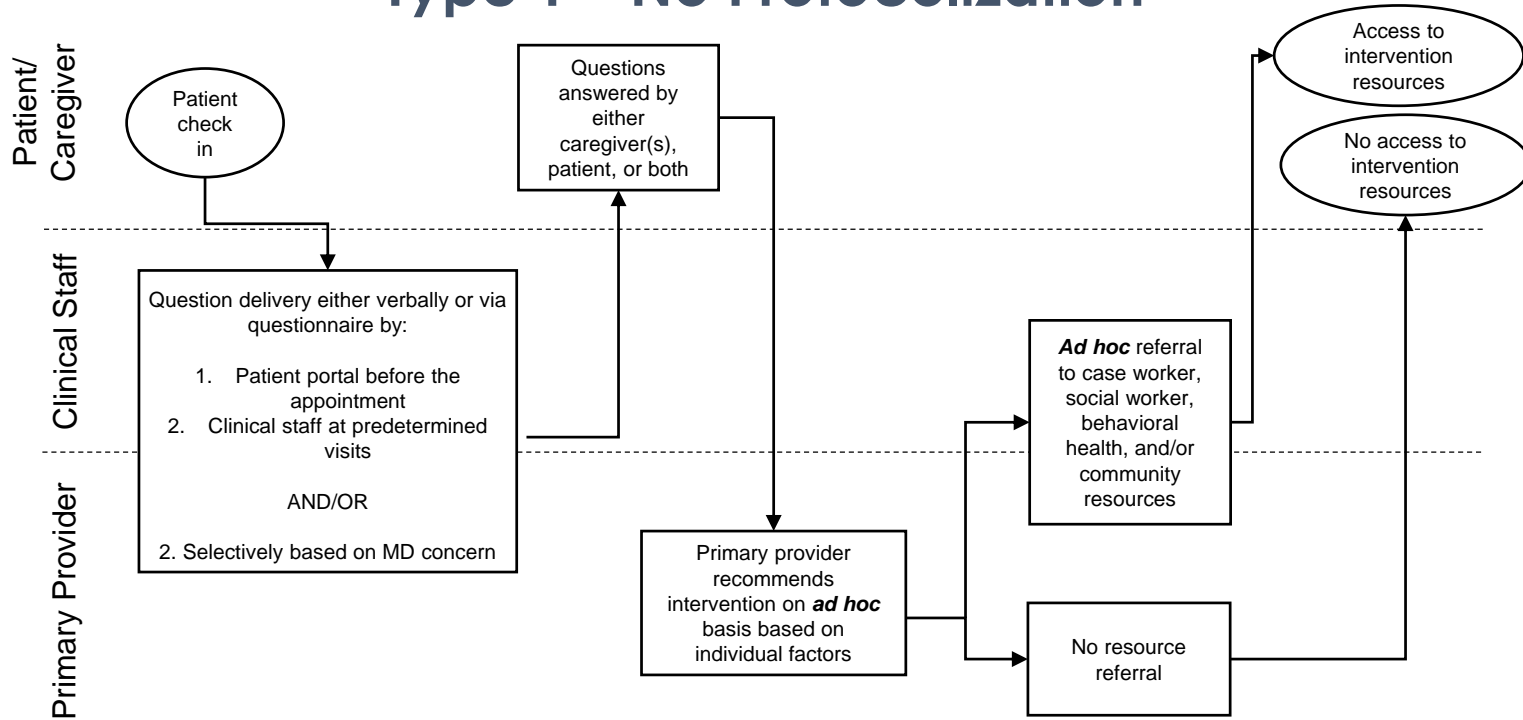 Type 1 – No Protocolization
Patient/
Caregiver
Patient
check
in
Questions
answered by
either
caregiver(s),
patient, or both
Access to
intervention
resources
No access to
intervention
resources
Clinical Staff
Question delivery either verbally or via
questionnaire by:
1. Patient portal before the
appointment
2. Clinical staff at predetermined
visits
AND/OR
2. Selectively based on MD concern
Ad hoc referral
to case worker,
social worker,
behavioral
health, and/or
community
resources
Primary Provider
Primary provider
recommends
intervention on ad hoc
basis based on
individual factors
No resource
referral